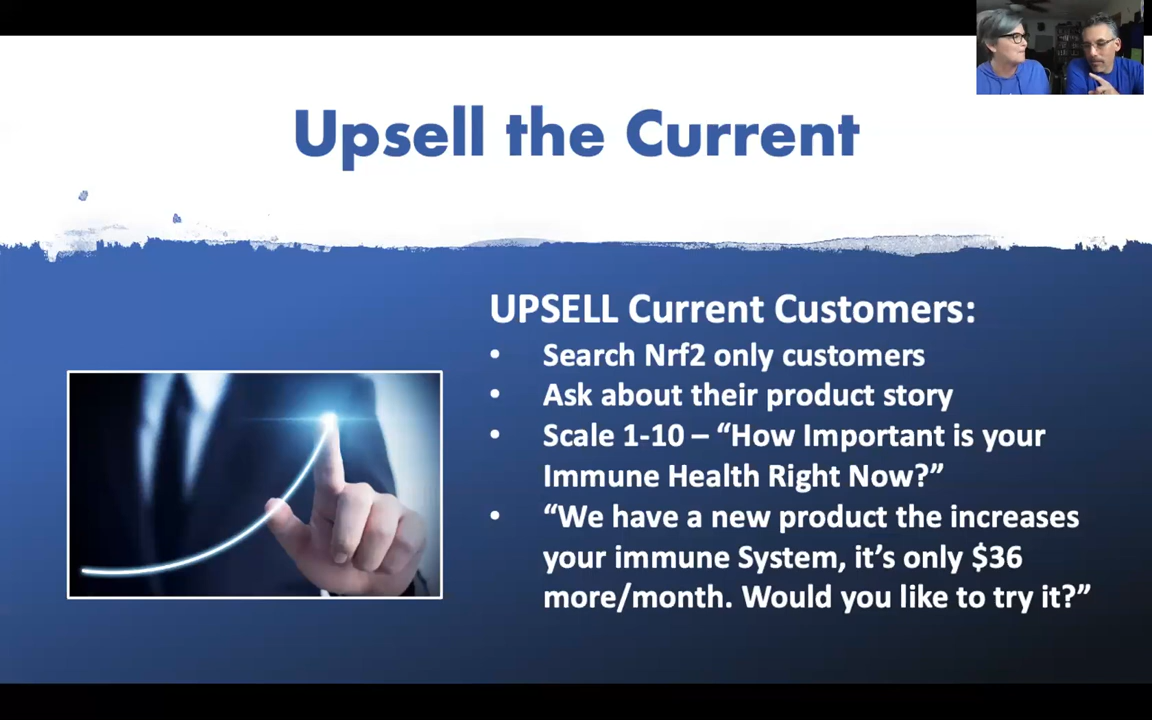 Upsell the Current
UPSELL Current Customers:
• Search Nrf2 only customers
• Ask about their product story
• Scale 1-10 – “How Important is your
Immune Health Right Now?”
• “We have a new product the increases
your immune System, it’s only $36
more/month. Would you like to try it?”